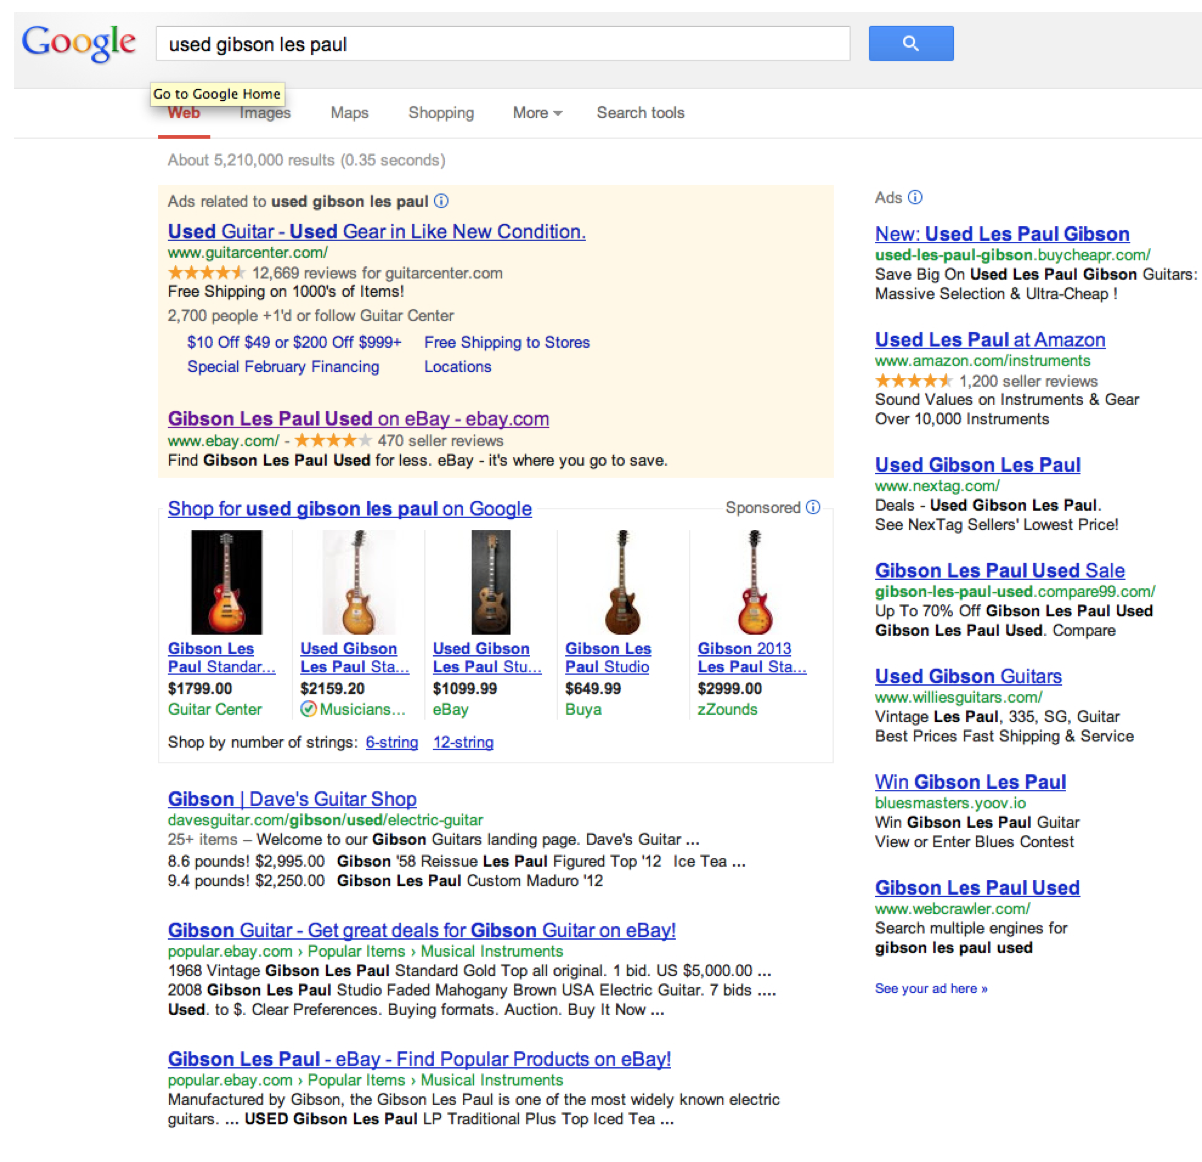 Google
used gibson les paul
Go to Google Home
Web Images Maps Shopping More Search tools
About 5,210,000 results (0.35 seconds)
Ads related to used gibson les paul
Used Guitar - Used Gear in Like New Condition.
www.guitarcenter.com/
12,669 reviews for guitarcenter.com
Free Shipping on 1000's of Items!
2,700 people +1'd or follow Guitar Center
$10 Off $49 or $200 Off $999+ Free Shipping to Stores
Special February Financing Locations
Gibson Les Paul Used on eBay - ebay.com
www.ebay.com/ - 470 seller reviews
Find Gibson Les Paul Used for less. eBay - it's where you go to save.
Shop for used gibson les paul on Google Sponsored
Gibson Les
Paul Standar...
$1799.00
Guitar Center
Used Gibson
Les Paul Sta...
$2159.20
Musicians...
Used Gibson
Les Paul Stu...
$1099.99
eBay
Gibson Les
Paul Studio
$649.99
Buya
Gibson 2013
Les Paul Sta...
$2999.00
zZounds
Shop by number of strings: 6-string 12-string
Gibson | Dave's Guitar Shop
davesguitar.com/gibson/used/electric-guitar
25+ items – Welcome to our Gibson Guitars landing page. Dave's Guitar ...
8.6 pounds! $2,995.00 Gibson '58 Reissue Les Paul Figured Top '12 Ice Tea ...
9.4 pounds! $2,250.00 Gibson Les Paul Custom Maduro '12
Gibson Guitar - Get great deals for Gibson Guitar on eBay!
popular.ebay.com › Popular Items › Musical Instruments
1968 Vintage Gibson Les Paul Standard Gold Top all original. 1 bid. US $5,000.00 ...
2008 Gibson Les Paul Studio Faded Mahogany Brown USA Electric Guitar. 7 bids ....
Used. to $. Clear Preferences. Buying formats. Auction. Buy It Now ...
Gibson Les Paul - eBay - Find Popular Products on eBay!
popular.ebay.com › Popular Items › Musical Instruments
Manufactured by Gibson, the Gibson Les Paul is one of the most widely known electric
guitars. ... USED Gibson Les Paul LP Traditional Plus Top Iced Tea ...
Ads
New: Used Les Paul Gibson
used-les-paul-gibson.buycheapr.com/
Save Big On Used Les Paul Gibson Guitars:
Massive Selection & Ultra-Cheap !
Used Les Paul at Amazon
www.amazon.com/instruments
1,200 seller reviews
Sound Values on Instruments & Gear
Over 10,000 Instruments
Used Gibson Les Paul
www.nextag.com/
Deals - Used Gibson Les Paul.
See NexTag Sellers' Lowest Price!
Gibson Les Paul Used Sale
gibson-les-paul-used.compare99.com/
Up To 70% Off Gibson Les Paul Used
Gibson Les Paul Used. Compare
Used Gibson Guitars
www.williesguitars.com/
Vintage Les Paul, 335, SG, Guitar
Best Prices Fast Shipping & Service
Win Gibson Les Paul
bluesmasters.yoov.io
Win Gibson Les Paul Guitar
View or Enter Blues Contest
Gibson Les Paul Used
www.webcrawler.com/
Search multiple engines for
gibson les paul used
See your ad here »